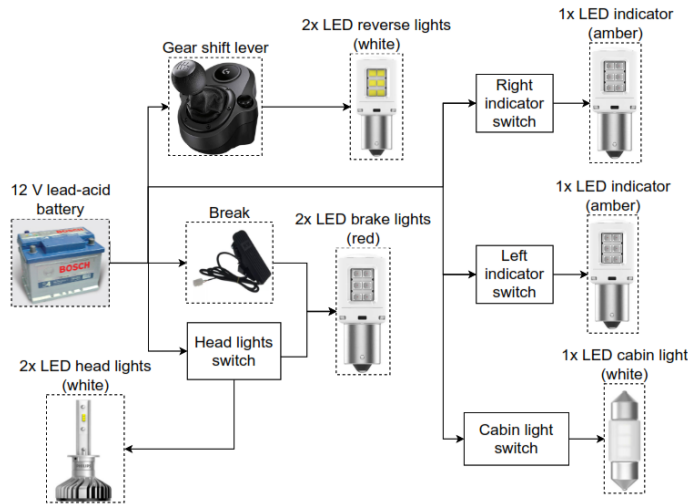 2x LED reverse lights
(white)
1x LED indicator
(amber)
Gear shift lever
Right
indicator
switch
12 V lead-acid
battery
BOSCH
Break
2x LED brake lights
(red)
1x LED indicator
(amber)
Left
indicator
switch
Head lights
switch
2x LED head lights
(white)
1x LED cabin light
(white)
Cabin light
switch